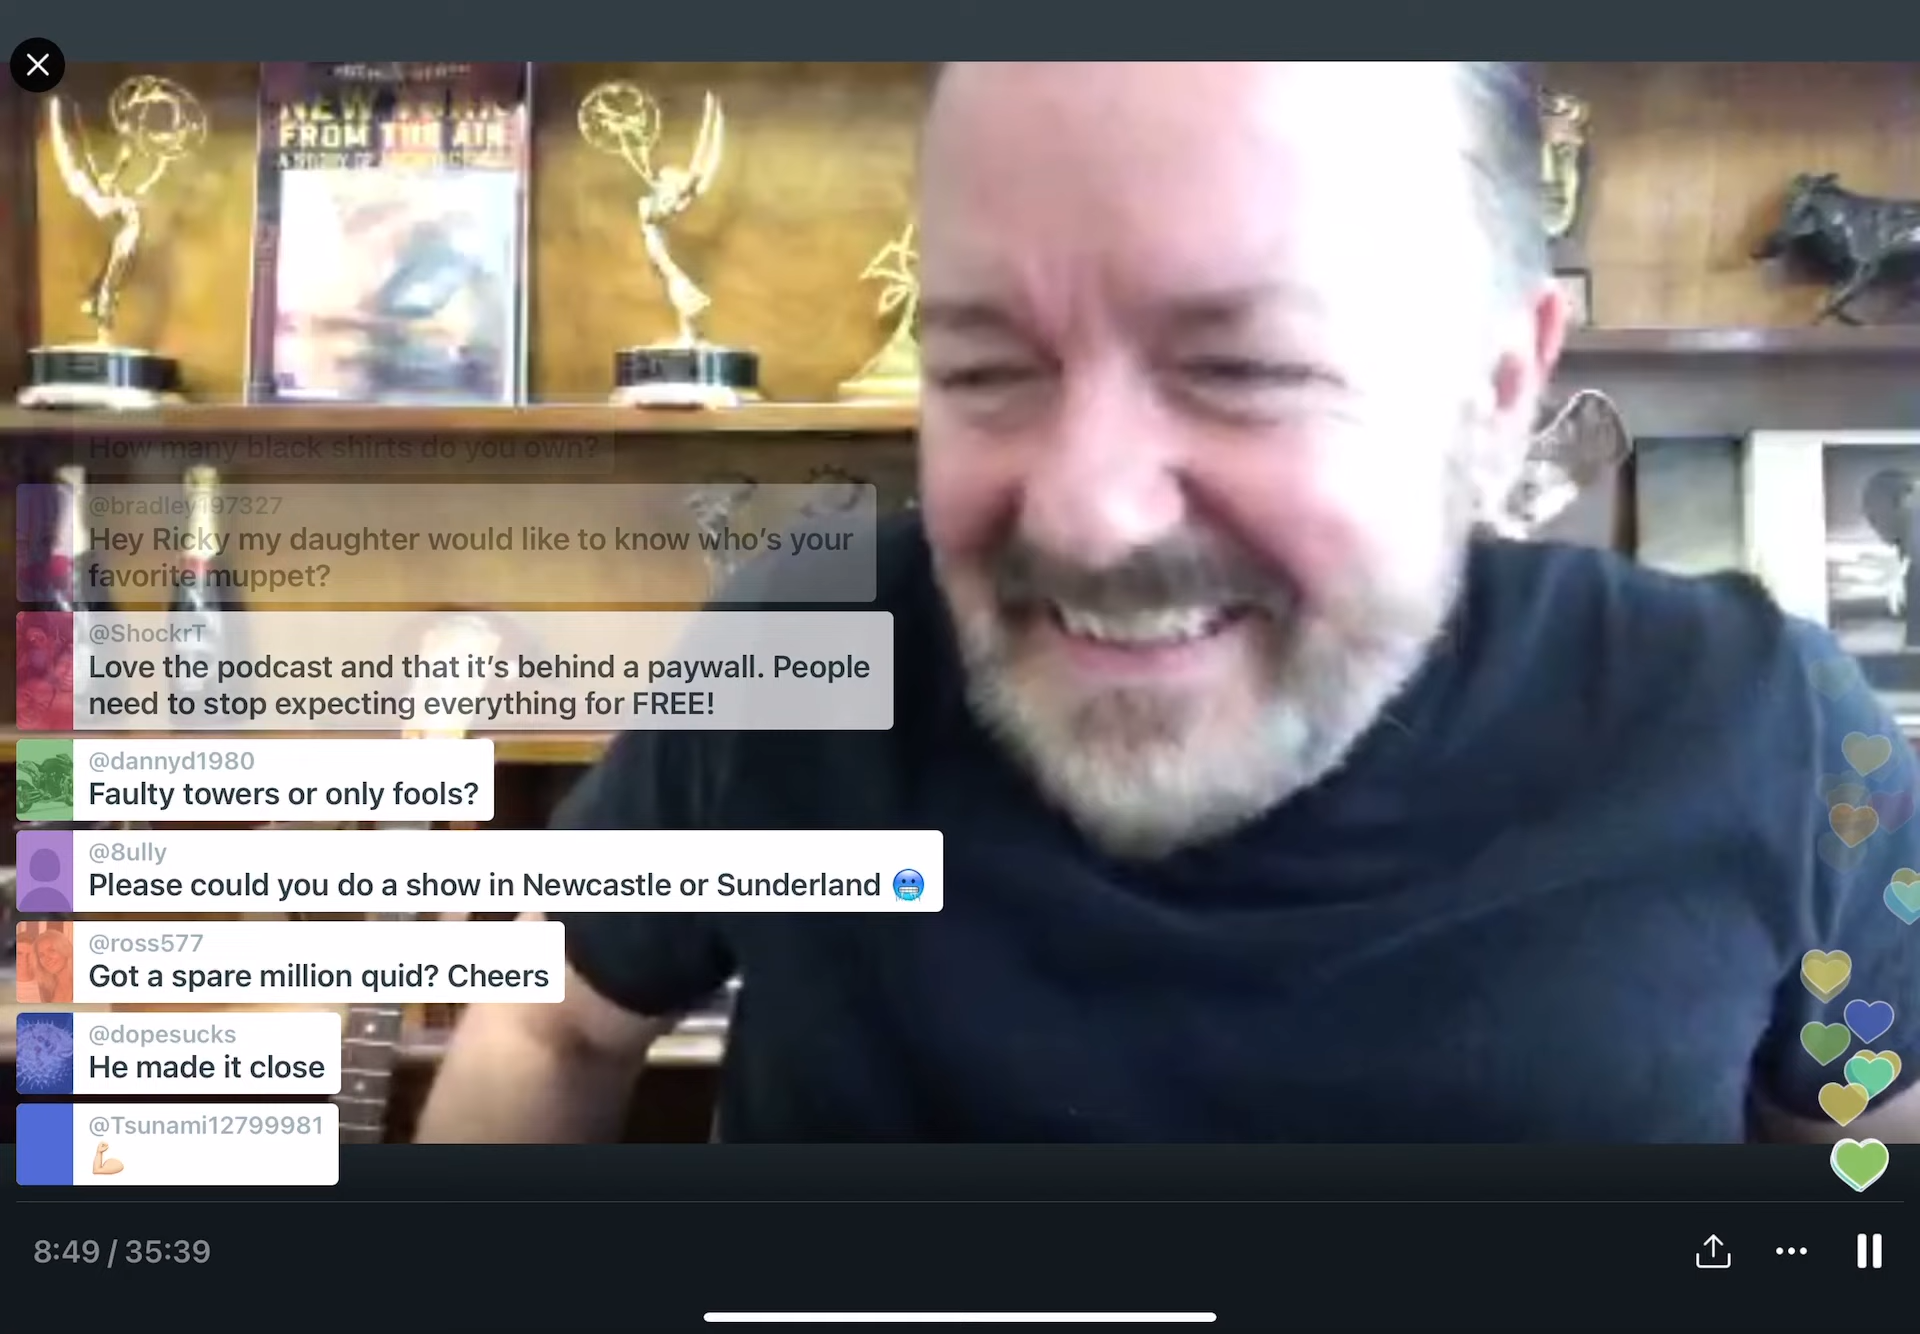 NEW YORK
FROM THE AIR
How many black shirts do you own?
@bradley197327
Hey Ricky my daughter would like to know who's your
favorite muppet?
@ShockrT
Love the podcast and that it's behind a paywall. People
need to stop expecting everything for FREE!
@dannyd1980
Faulty towers or only fools?
@8ully
Please could you do a show in Newcastle or Sunderland 🥶
@ross577
Got a spare million quid? Cheers
@dopesucks
He made it close
@Tsunami12799981
💪🏻
8:49 / 35:39